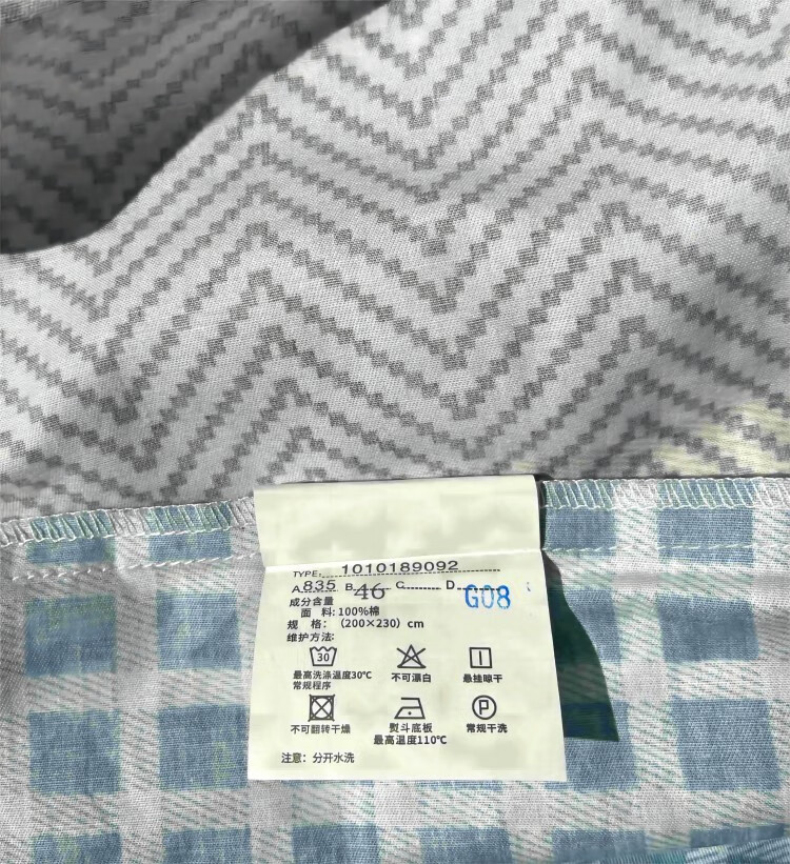 TYPE: 1010189092
A 835 B 46 C D G08
成分含量
面 料: 100%棉
规 格: (200×230) cm
维护方法:
30
最高洗涤温度30℃ 不可漂白 悬挂晾干
常规程序
P
不可翻转干燥 熨斗底板 常规干洗
最高温度110℃
注意: 分开水洗